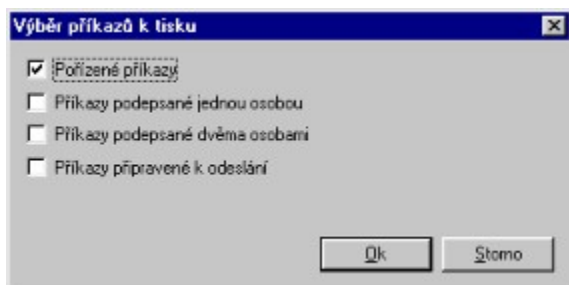 Výběr příkazů k tisku
Pořízené příkazy
Příkazy podepsané jednou osobou
Příkazy podepsané dvěma osobami
Příkazy připravené k odeslání
Ok Storno